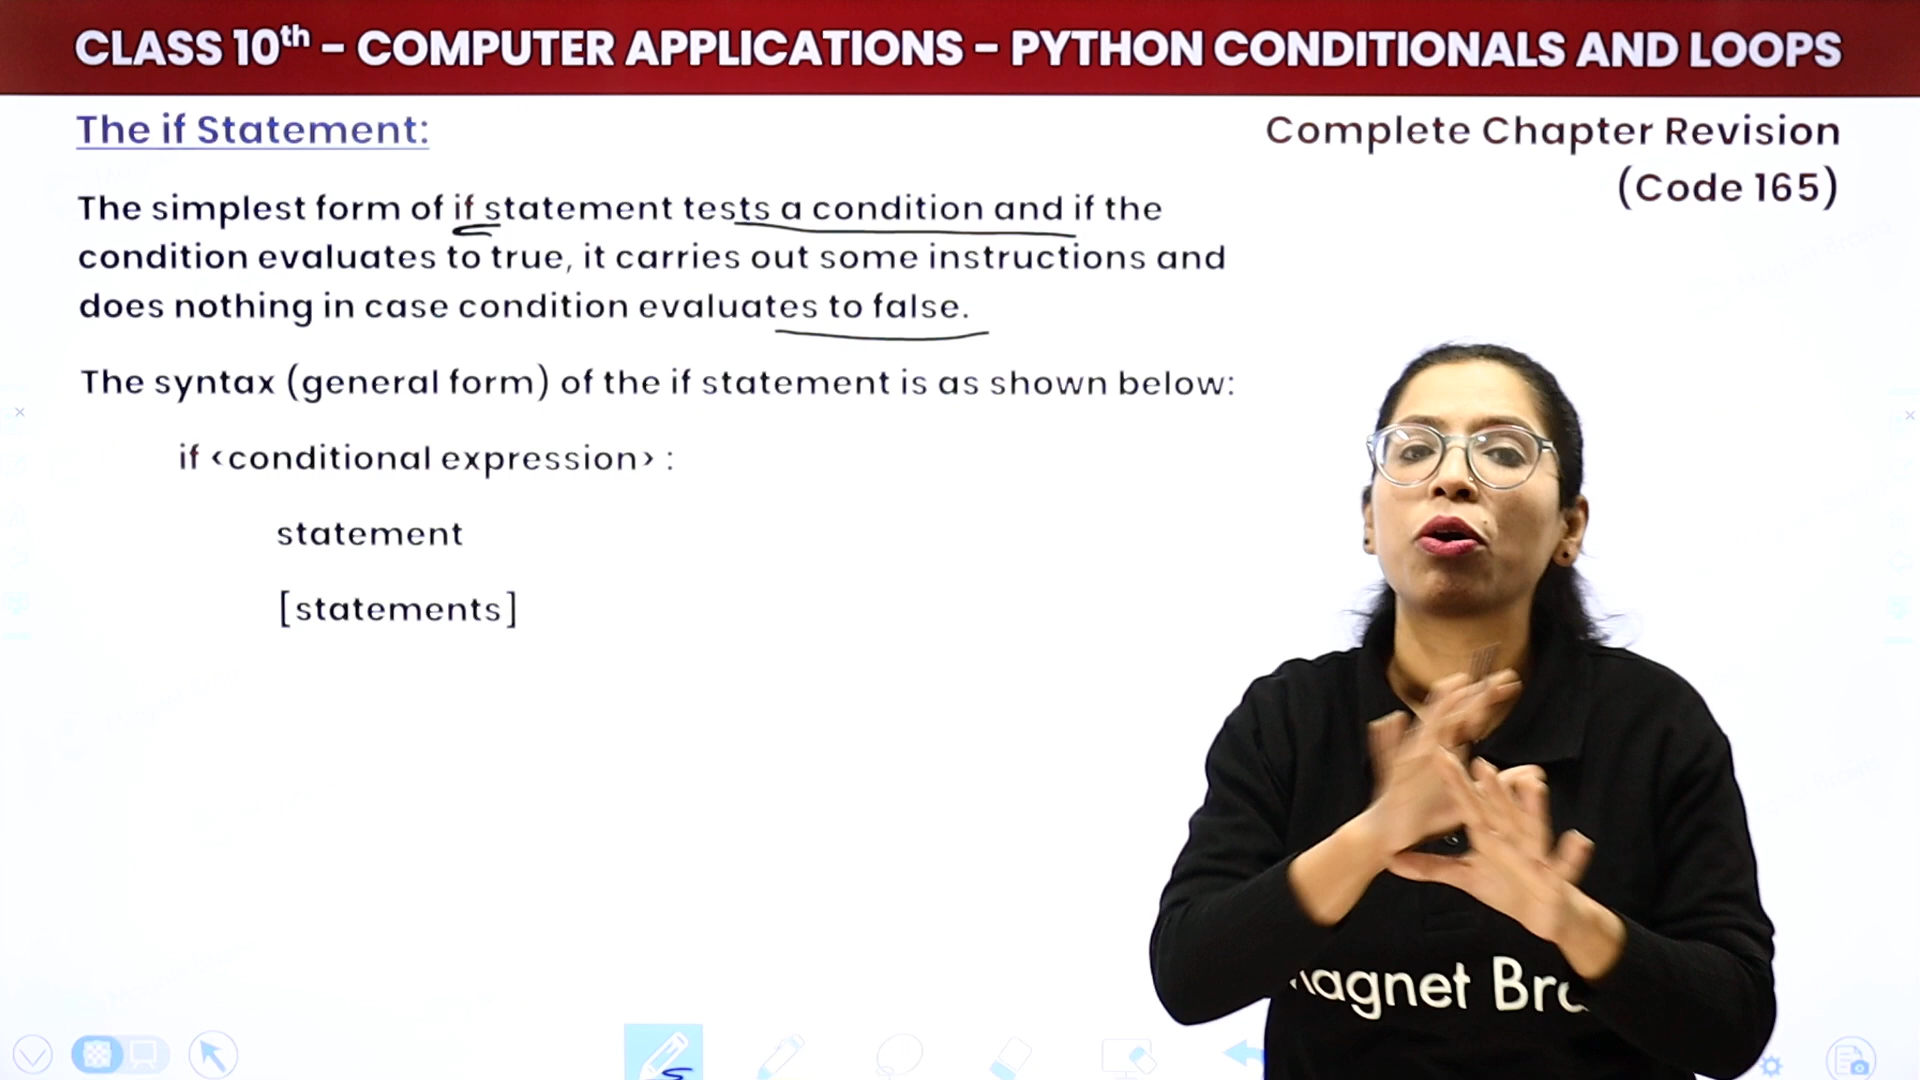 CLASS 10th – COMPUTER APPLICATIONS – PYTHON CONDITIONALS AND LOOPS
The if Statement:
Complete Chapter Revision
(Code 165)
The simplest form of if statement tests a condition and if the
condition evaluates to true, it carries out some instructions and
does nothing in case condition evaluates to false.
The syntax (general form) of the if statement is as shown below:
if <conditional expression> :
statement
[statements]
agnet Br